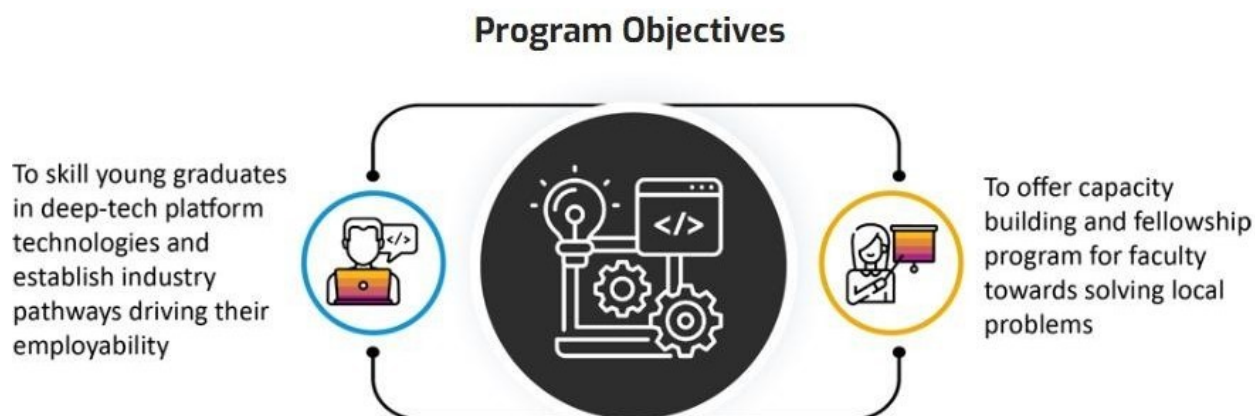 Program Objectives
To skill young graduates
in deep-tech platform
technologies and
establish industry
pathways driving their
employability
</>
</>
To offer capacity
building and fellowship
program for faculty
towards solving local
problems